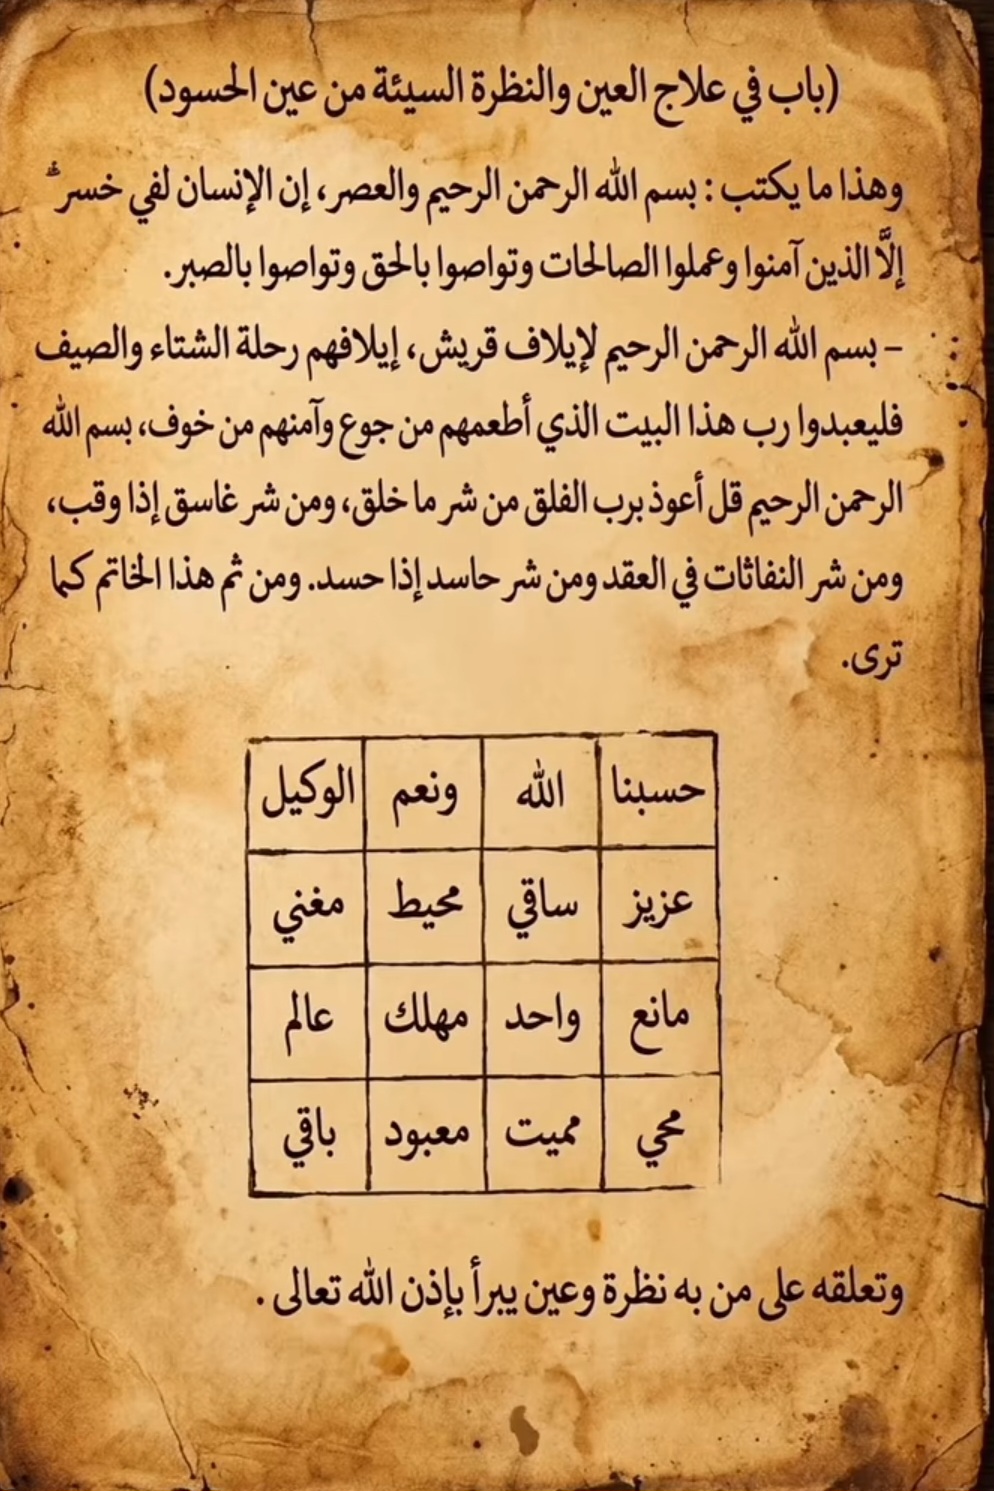 (باب في علاج العين والنظرة السيئة من عين الحسود)
وهذا ما يكتب : بسم الله الرحمن الرحيم والعصر، إن الإنسان لفي خسر
إلَّا الذين آمنوا وعملوا الصالحات وتواصوا بالحق وتواصوا بالصبر.
– بسم الله الرحمن الرحيم لإيلاف قريش، إيلافهم رحلة الشتاء والصيف
فليعبدوا رب هذا البيت الذي أطعمهم من جوع وآمنهم من خوف، بسم الله
الرحمن الرحيم قل أعوذ برب الفلق من شر ما خلق، ومن شر غاسق إذا وقب،
ومن شر النفاثات في العقد ومن شر حاسد إذا حسد. ومن ثم هذا الخاتم كما
ترى.
حسبنا الله ونعم الوكيل
عزيز ساقي محيط مغني
مانع واحد مهلك عالم
محي مميت معبود باقي
وتعلقه على من به نظرة وعين يبرأ بإذن الله تعالى .